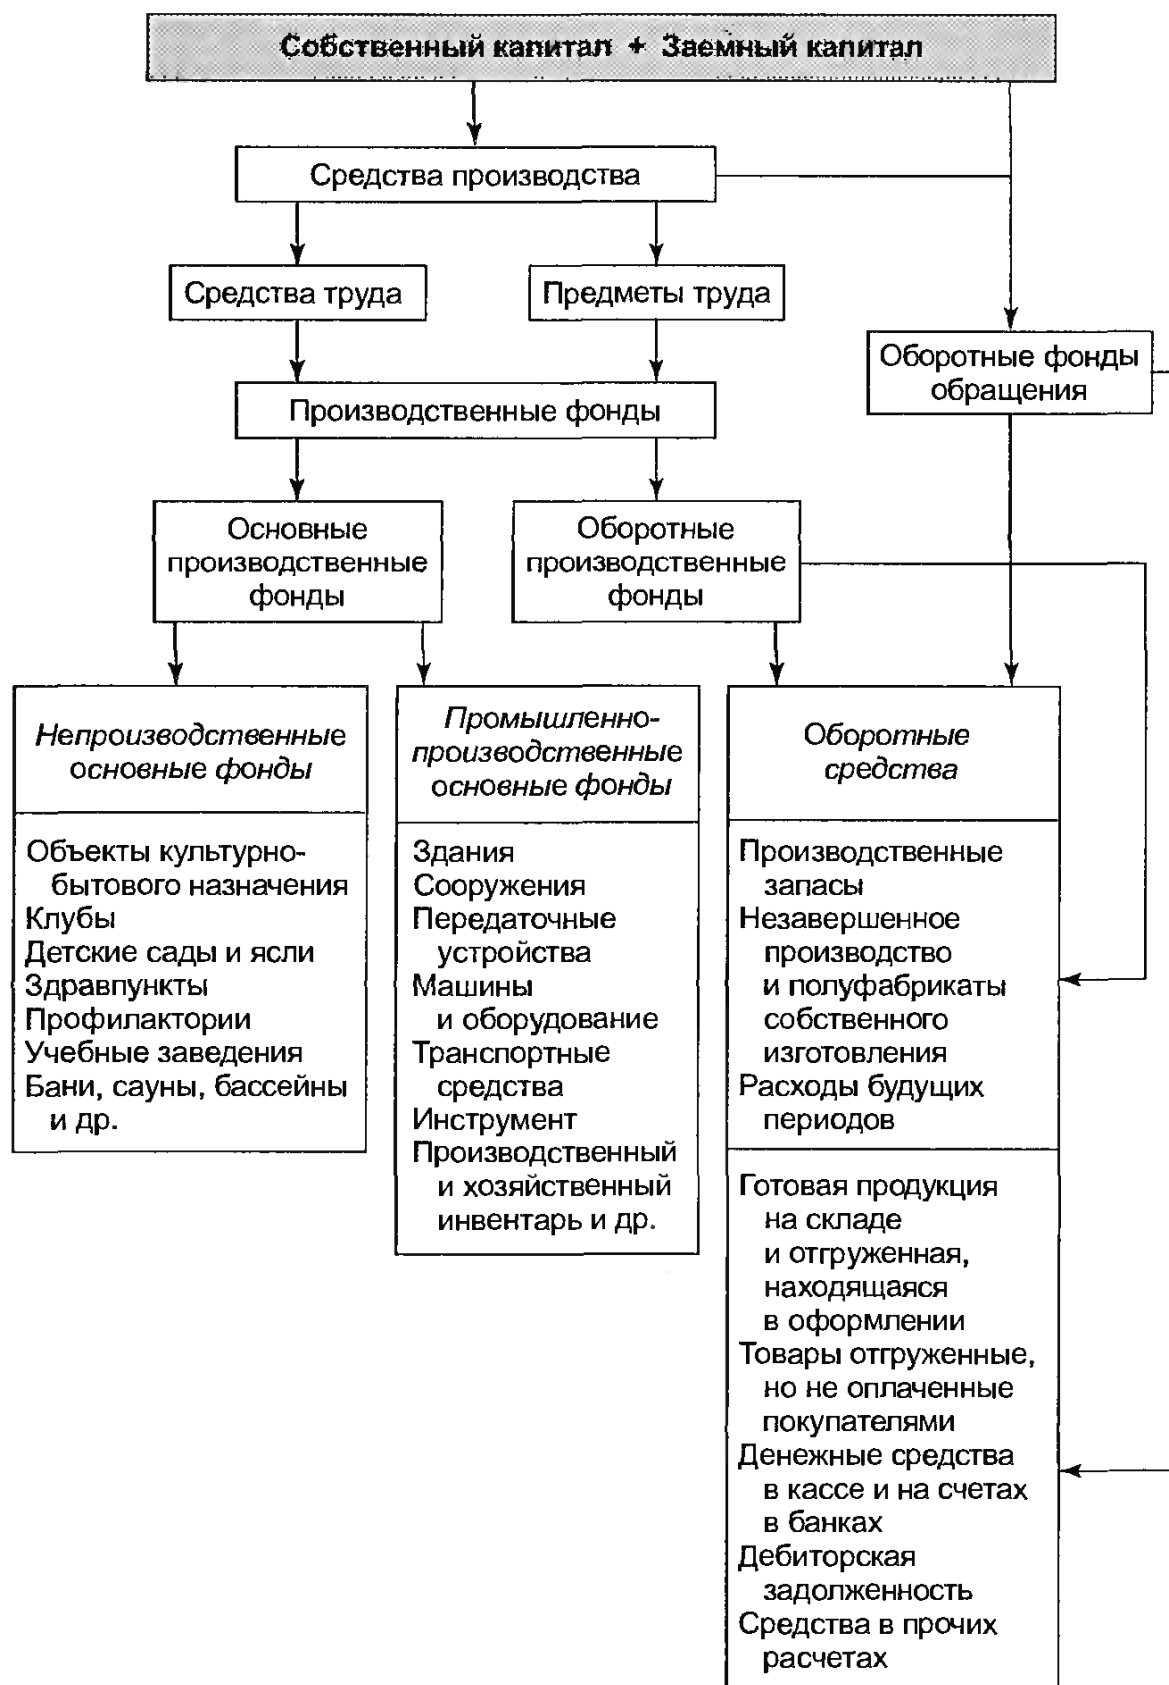 Собственный капитал + Заемный капитал
Средства производства
Средства труда
Предметы труда
Оборотные фонды
обращения
Производственные фонды
Основные
производственные
фонды
Оборотные
производственные
фонды
Непроизводственные
основные фонды
Объекты культурно-
бытового назначения
Клубы
Детские сады и ясли
Здравпункты
Профилактории
Учебные заведения
Бани, сауны, бассейны
и др.
Промышленно-
производственные
основные фонды
Здания
Сооружения
Передаточные
устройства
Машины
и оборудование
Транспортные
средства
Инструмент
Производственный
и хозяйственный
инвентарь и др.
Оборотные
средства
Производственные
запасы
Незавершенное
производство
и полуфабрикаты
собственного
изготовления
Расходы будущих
периодов
Готовая продукция
на складе
и отгруженная,
находящаяся
в оформлении
Товары отгруженные,
но не оплаченные
покупателями
Денежные средства
в кассе и на счетах
в банках
Дебиторская
задолженность
Средства в прочих
расчетах